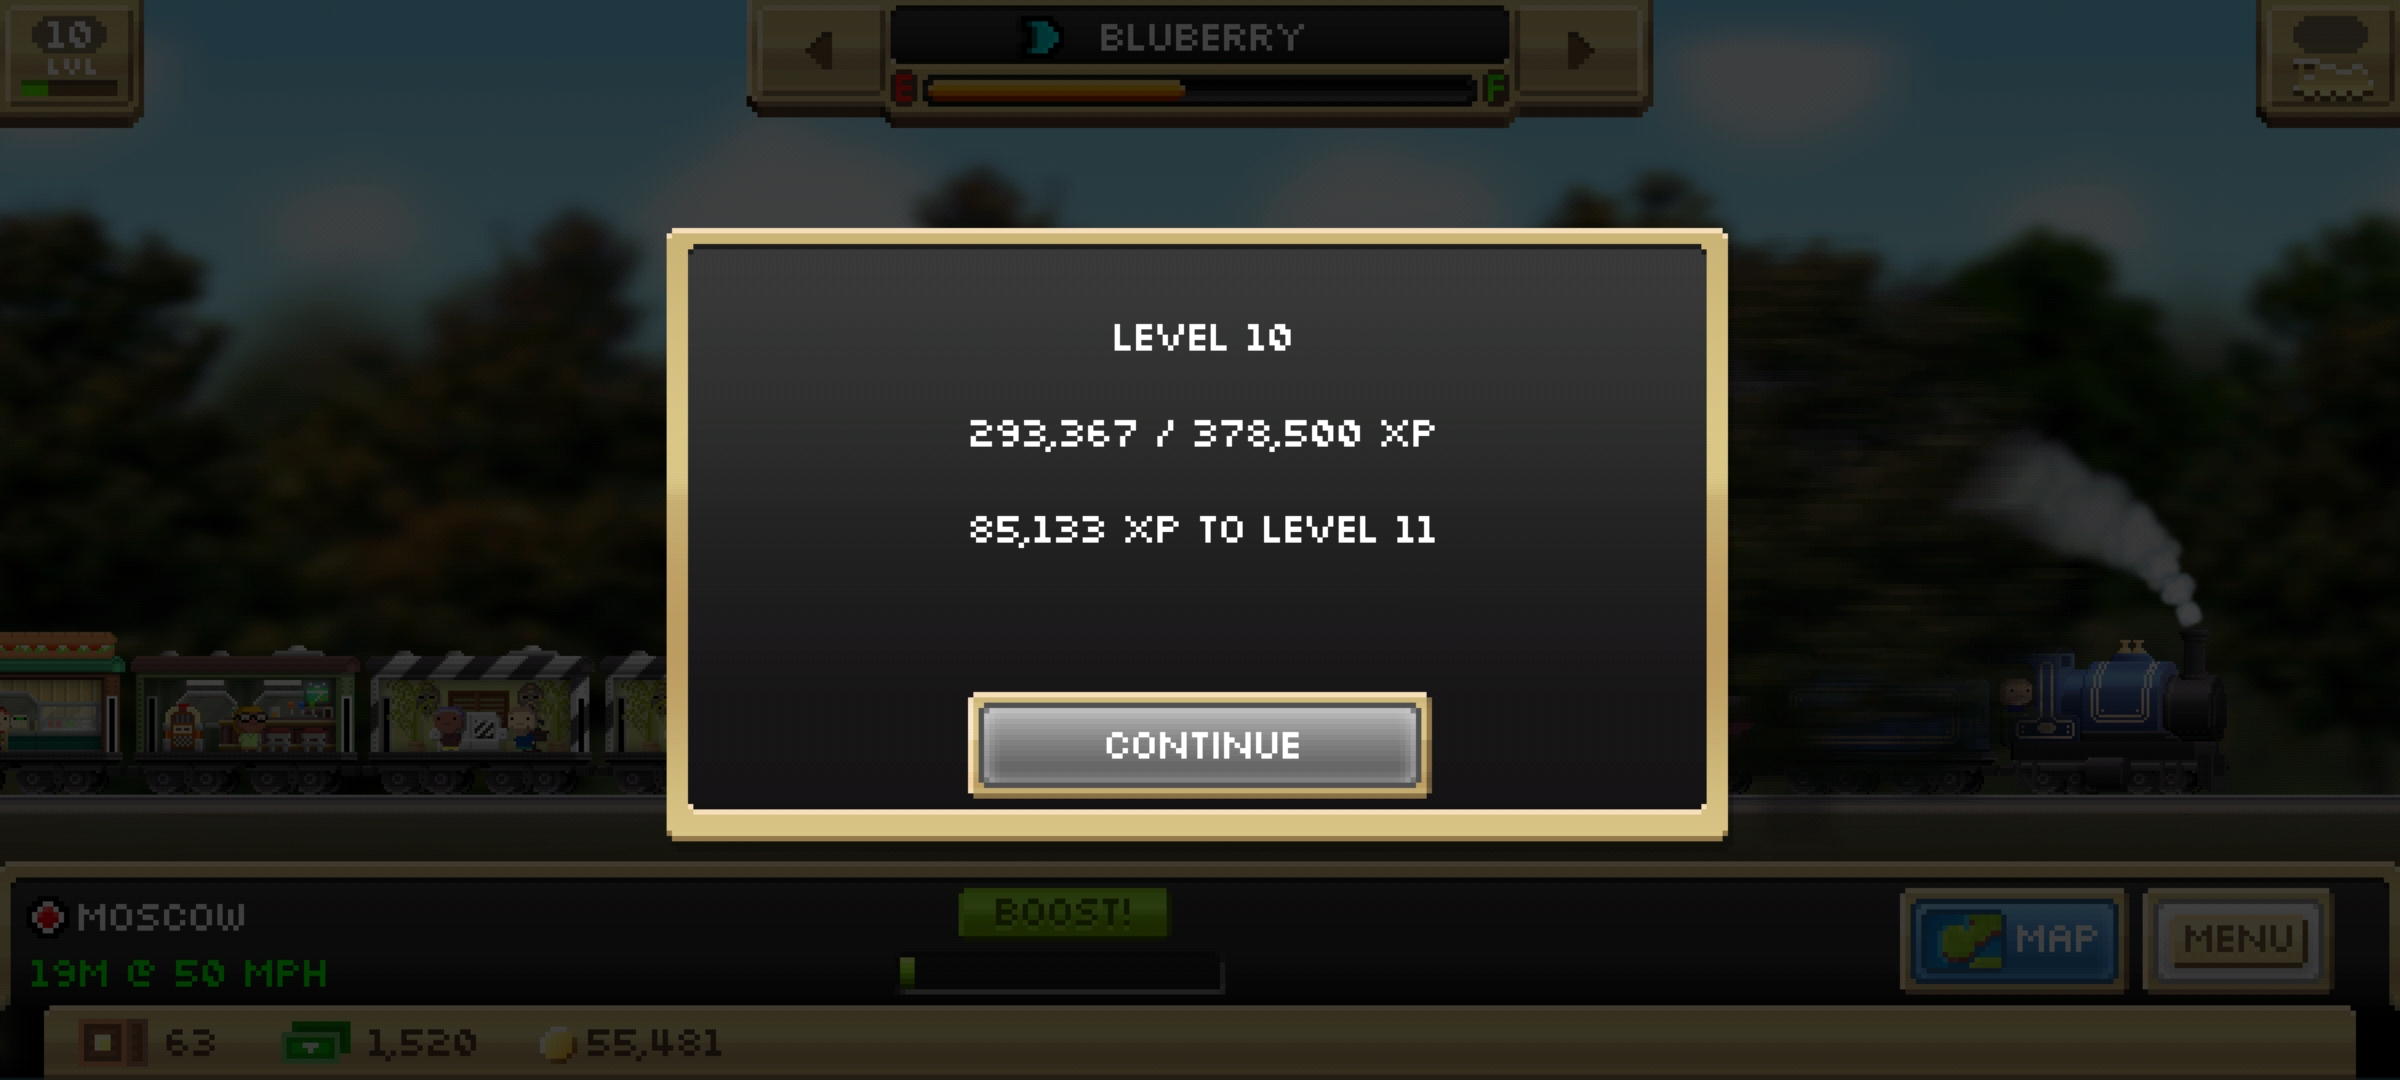 10
LVL
BLUBERRY
E F
LEVEL 10
293,367 / 378,500 XP
85,133 XP TO LEVEL 11
CONTINUE
MOSCOW
19M @ 50 MPH
BOOST!
MAP
MENU
63 1,520 55,481